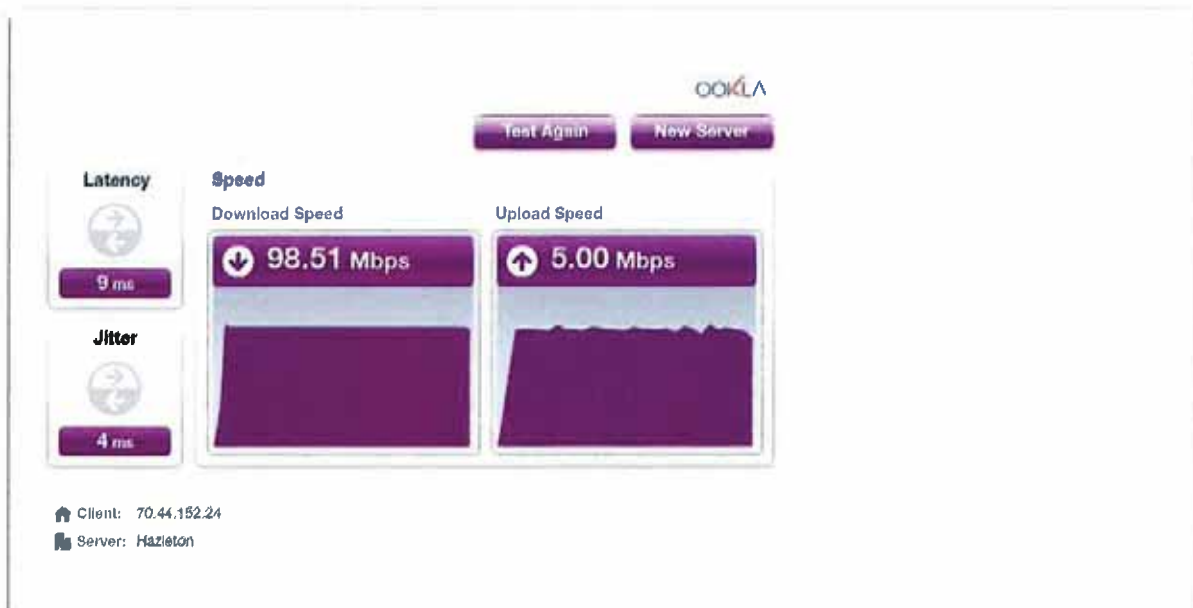 OOKLA
Test Again
New Server
Latency
9 ms
Jitter
4 ms
Speed
Download Speed
98.51 Mbps
Upload Speed
5.00 Mbps
Client: 70.44.152.24
Server: Hazleton